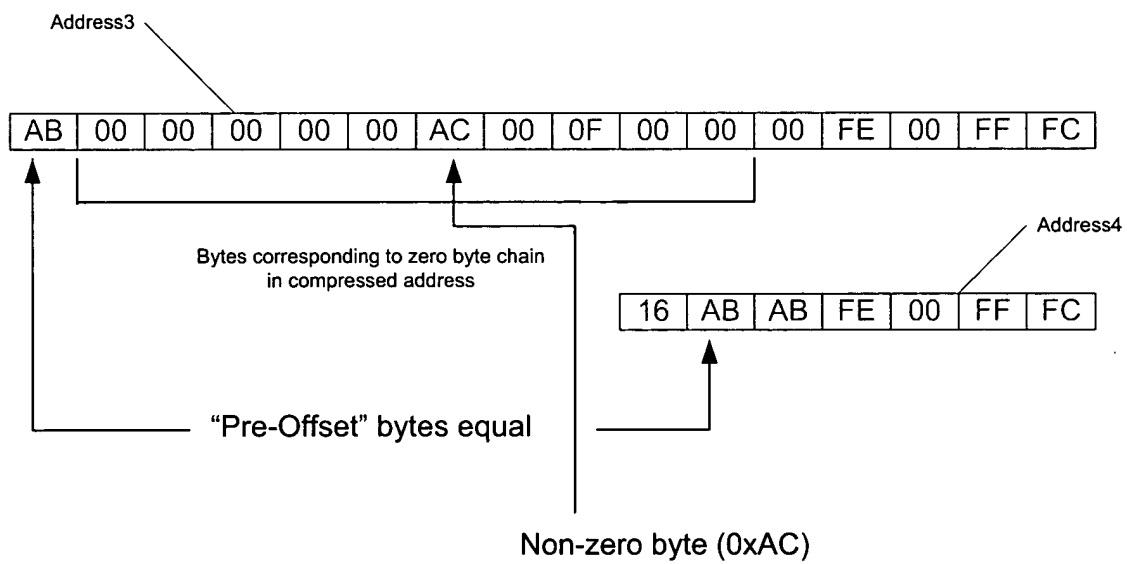 Address3
AB 00 00 00 00 00 AC 00 0F 00 00 00 FE 00 FF FC
Bytes corresponding to zero byte chain
in compressed address
Address4
16 AB AB FE 00 FF FC
“Pre-Offset” bytes equal
Non-zero byte (0xAC)